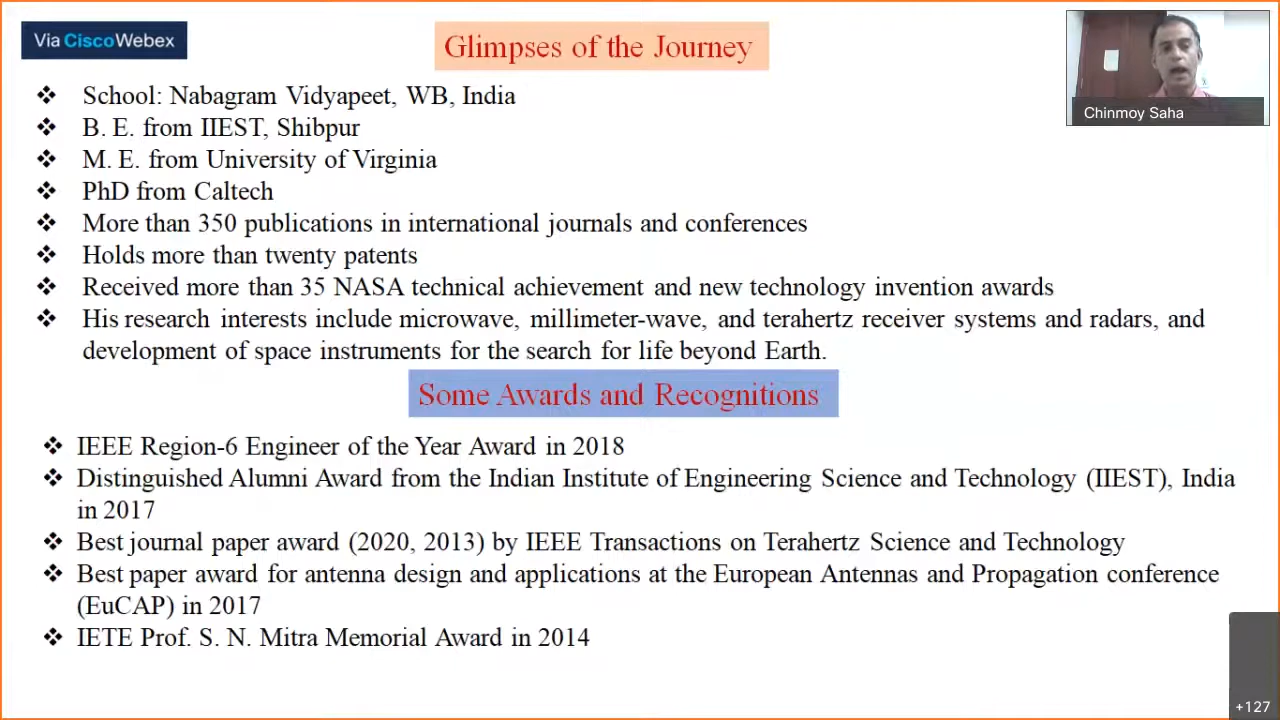 Via CiscoWebex
Glimpses of the Journey
Chinmoy Saha
❖ School: Nabagram Vidyapeet, WB, India
❖ B. E. from IIEST, Shibpur
❖ M. E. from University of Virginia
❖ PhD from Caltech
❖ More than 350 publications in international journals and conferences
❖ Holds more than twenty patents
❖ Received more than 35 NASA technical achievement and new technology invention awards
❖ His research interests include microwave, millimeter-wave, and terahertz receiver systems and radars, and
development of space instruments for the search for life beyond Earth.
Some Awards and Recognitions
❖ IEEE Region-6 Engineer of the Year Award in 2018
❖ Distinguished Alumni Award from the Indian Institute of Engineering Science and Technology (IIEST), India
in 2017
❖ Best journal paper award (2020, 2013) by IEEE Transactions on Terahertz Science and Technology
❖ Best paper award for antenna design and applications at the European Antennas and Propagation conference
(EuCAP) in 2017
❖ IETE Prof. S. N. Mitra Memorial Award in 2014
+127